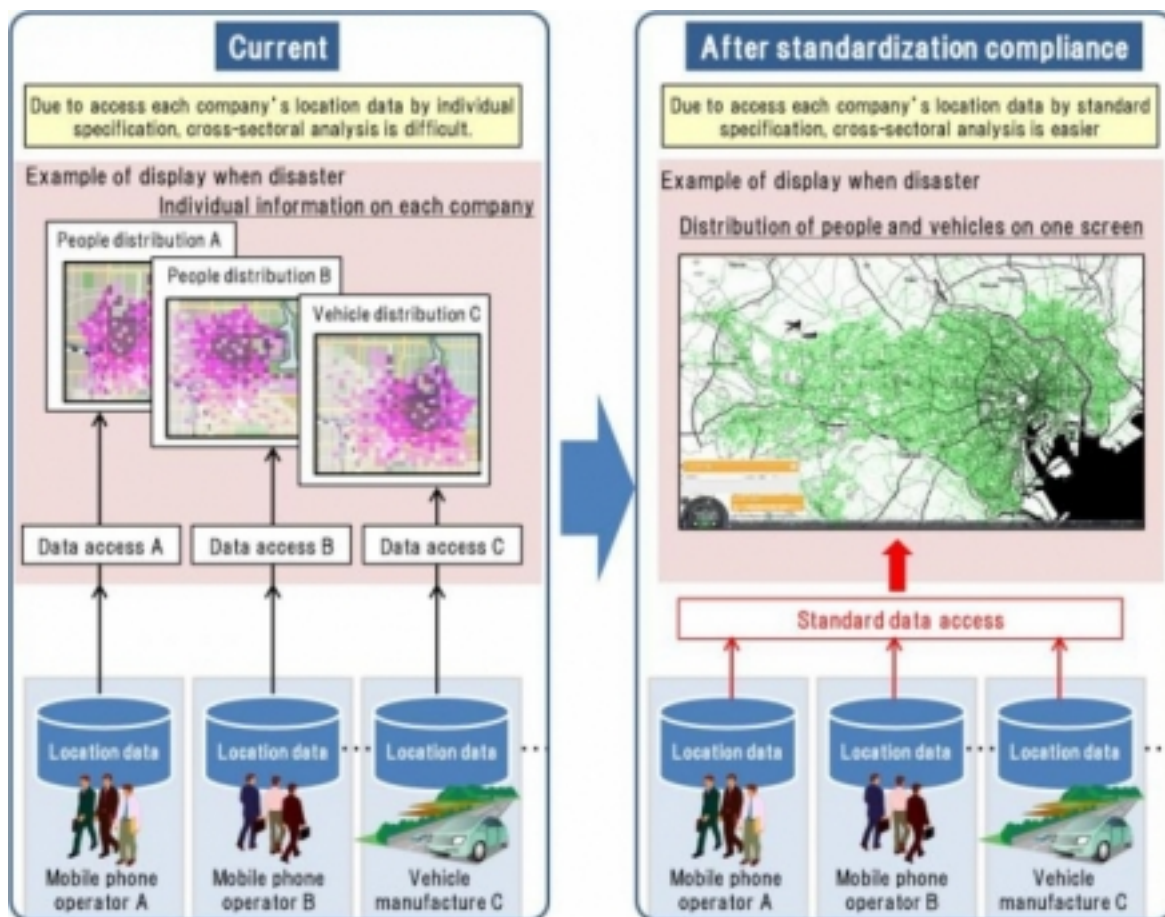 Current
Due to access each company's location data by individual
specification, cross-sectoral analysis is difficult.
Example of display when disaster
Individual information on each company
People distribution A
People distribution B
Vehicle distribution C
Data access A
Data access B
Data access C
Location data
Location data
Location data
Mobile phone
operator A
Mobile phone
operator B
Vehicle
manufacture C
After standardization compliance
Due to access each company's location data by standard
specification, cross-sectoral analysis is easier
Example of display when disaster
Distribution of people and vehicles on one screen
Standard data access
Location data
Location data
Location data
Mobile phone
operator A
Mobile phone
operator B
Vehicle
manufacture C